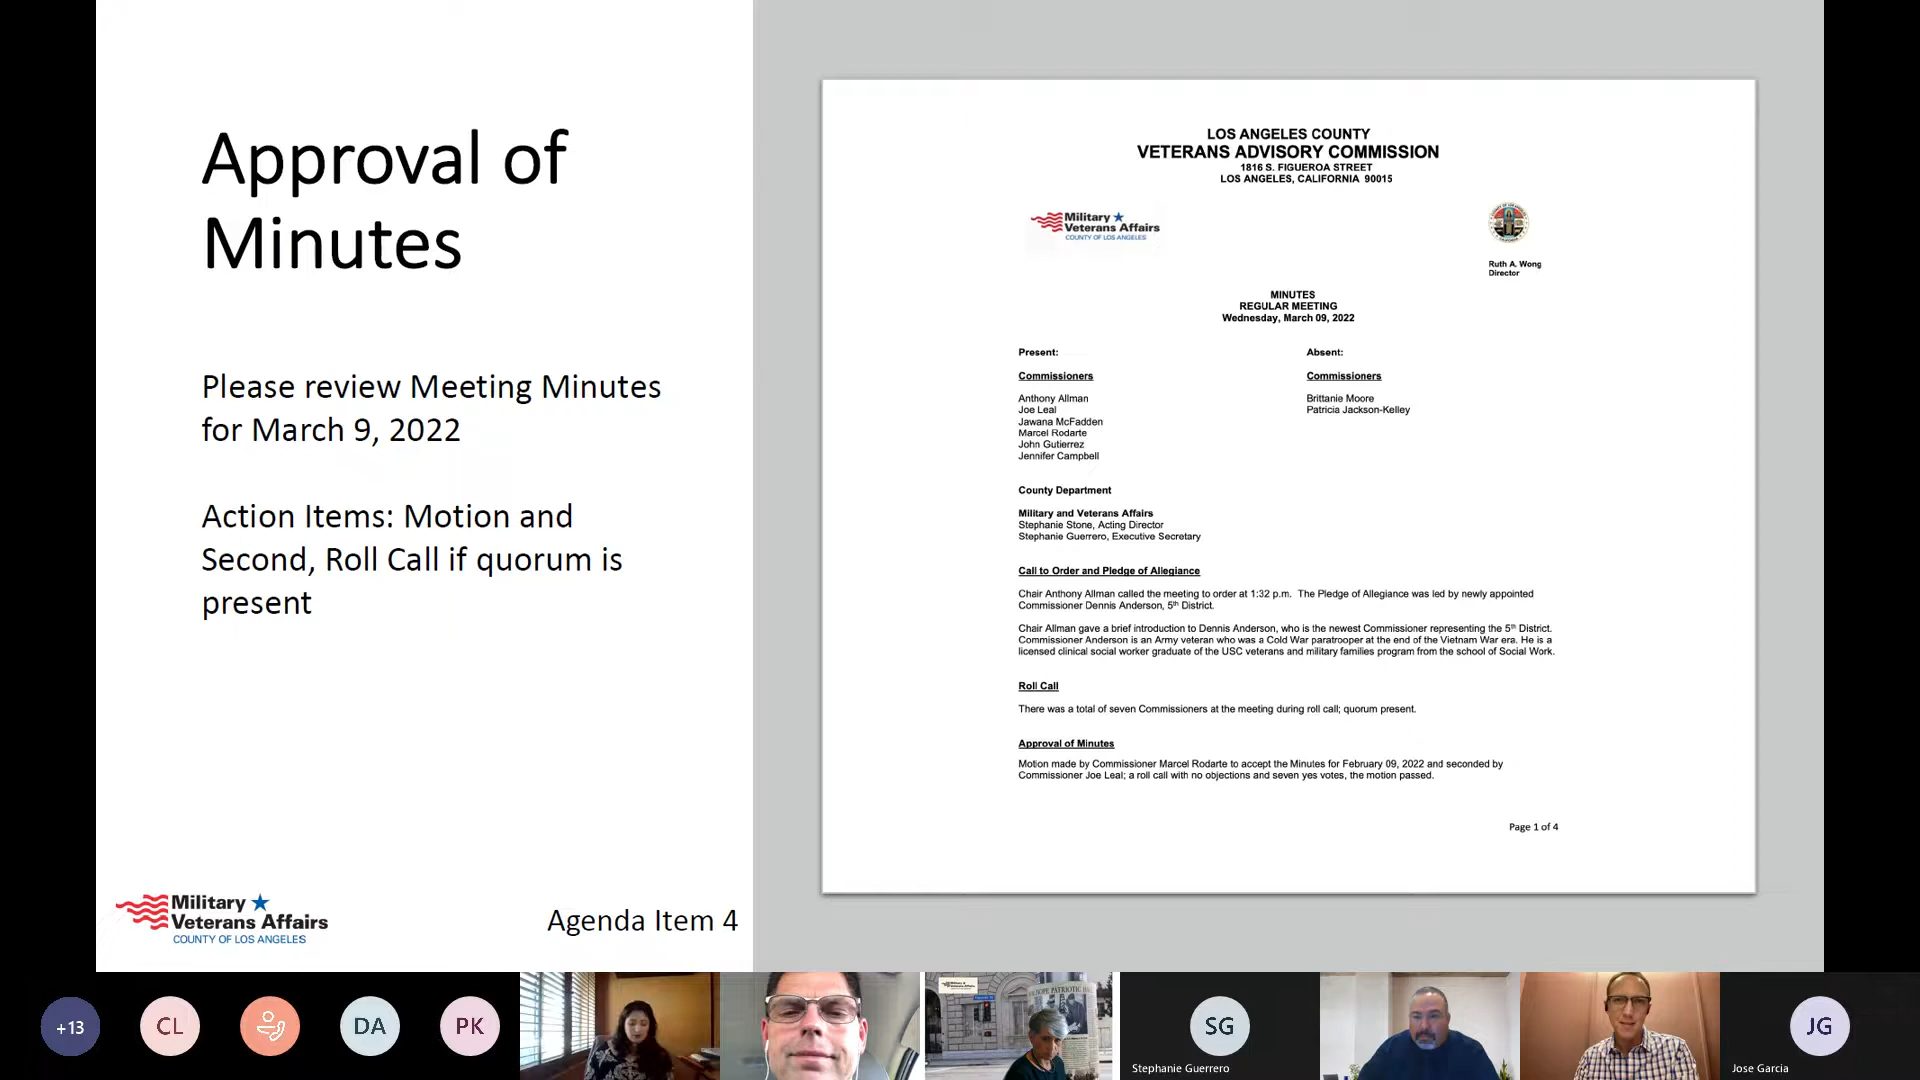 Approval of
Minutes
Please review Meeting Minutes
for March 9, 2022
Action Items: Motion and
Second, Roll Call if quorum is
present
Military
Veterans Affairs
COUNTY OF LOS ANGELES
Agenda Item 4
LOS ANGELES COUNTY
VETERANS ADVISORY COMMISSION
1816 S. FIGUEROA STREET
LOS ANGELES, CALIFORNIA 90015
Military
Veterans Affairs
COUNTY OF LOS ANGELES
Ruth A. Wong
Director
MINUTES
REGULAR MEETING
Wednesday, March 09, 2022
Present:
Commissioners
Anthony Allman
Joe Leal
Jawana McFadden
Marcel Rodarte
John Gutierrez
Jennifer Campbell
Absent:
Commissioners
Brittanie Moore
Patricia Jackson-Kelley
County Department
Military and Veterans Affairs
Stephanie Stone, Acting Director
Stephanie Guerrero, Executive Secretary
Call to Order and Pledge of Allegiance
Chair Anthony Allman called the meeting to order at 1:32 p.m. The Pledge of Allegiance was led by newly appointed
Commissioner Dennis Anderson, 5th District.
Chair Allman gave a brief introduction to Dennis Anderson, who is the newest Commissioner representing the 5th District.
Commissioner Anderson is an Army veteran who was a Cold War paratrooper at the end of the Vietnam War era. He is a
licensed clinical social worker graduate of the USC veterans and military families program from the school of Social Work.
Roll Call
There was a total of seven Commissioners at the meeting during roll call; quorum present.
Approval of Minutes
Motion made by Commissioner Marcel Rodarte to accept the Minutes for February 09, 2022 and seconded by
Commissioner Joe Leal; a roll call with no objections and seven yes votes, the motion passed.
Page 1 of 4
+13
CL
DA
PK
PATRIOTIC
SG
Stephanie Guerrero
JG
Jose Garcia